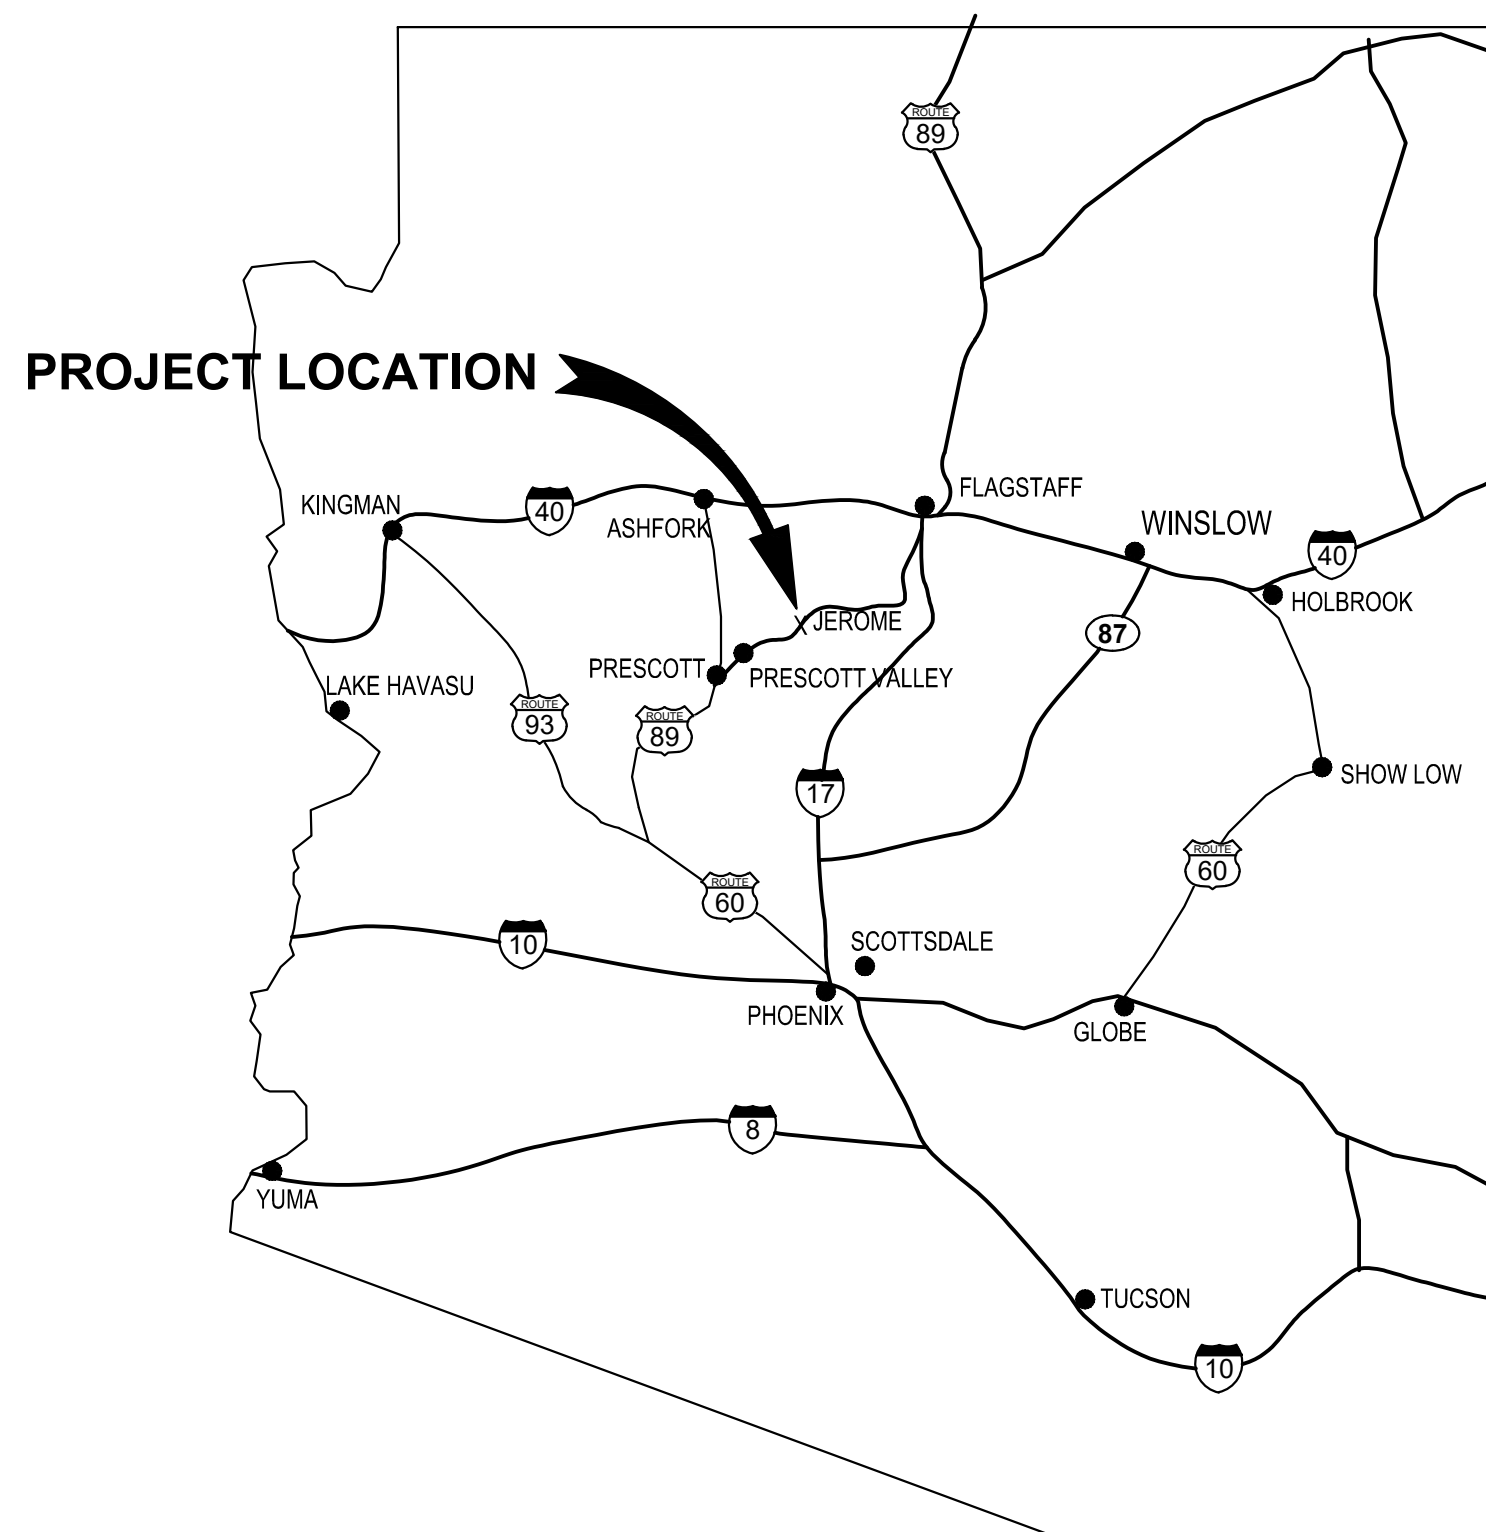 ROUTE
89
PROJECT LOCATION
FLAGSTAFF
KINGMAN
40
ASHFORK
WINSLOW
40
HOLBROOK
X JEROME
87
PRESCOTT
PRESCOTT VALLEY
LAKE HAVASU
ROUTE
93
ROUTE
89
SHOW LOW
17
ROUTE
60
ROUTE
60
10
SCOTTSDALE
PHOENIX
GLOBE
8
YUMA
TUCSON
10